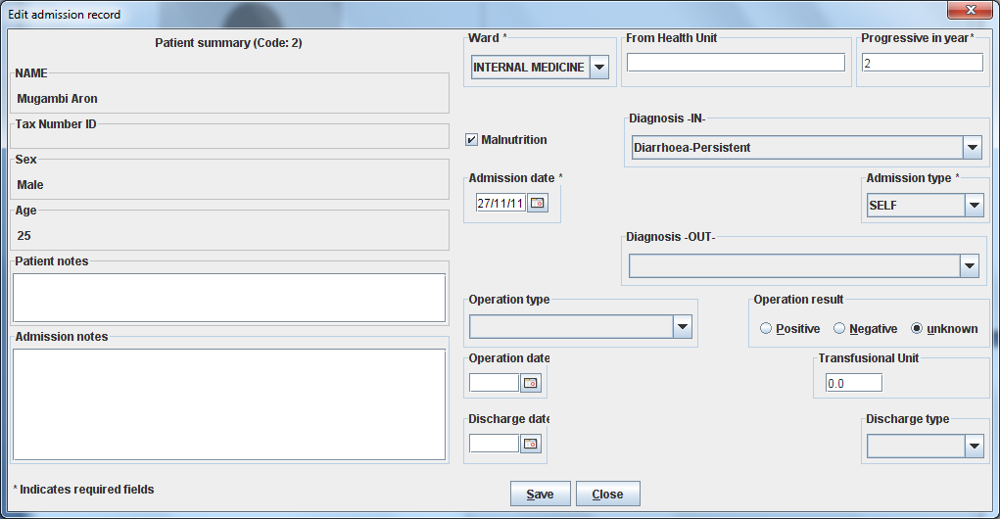 Edit admission record
Patient summary (Code: 2)
NAME
Mugambi Aron
Tax Number ID
Sex
Male
Age
25
Patient notes
Admission notes
* Indicates required fields
Ward *
INTERNAL MEDICINE
From Health Unit
Progressive in year*
2
Malnutrition
Diagnosis -IN-
Diarrhoea-Persistent
Admission date *
27/11/11
Admission type *
SELF
Diagnosis -OUT-
Operation type
Operation result
Positive Negative unknown
Operation date
Transfusional Unit
0.0
Discharge date
Discharge type
Save Close